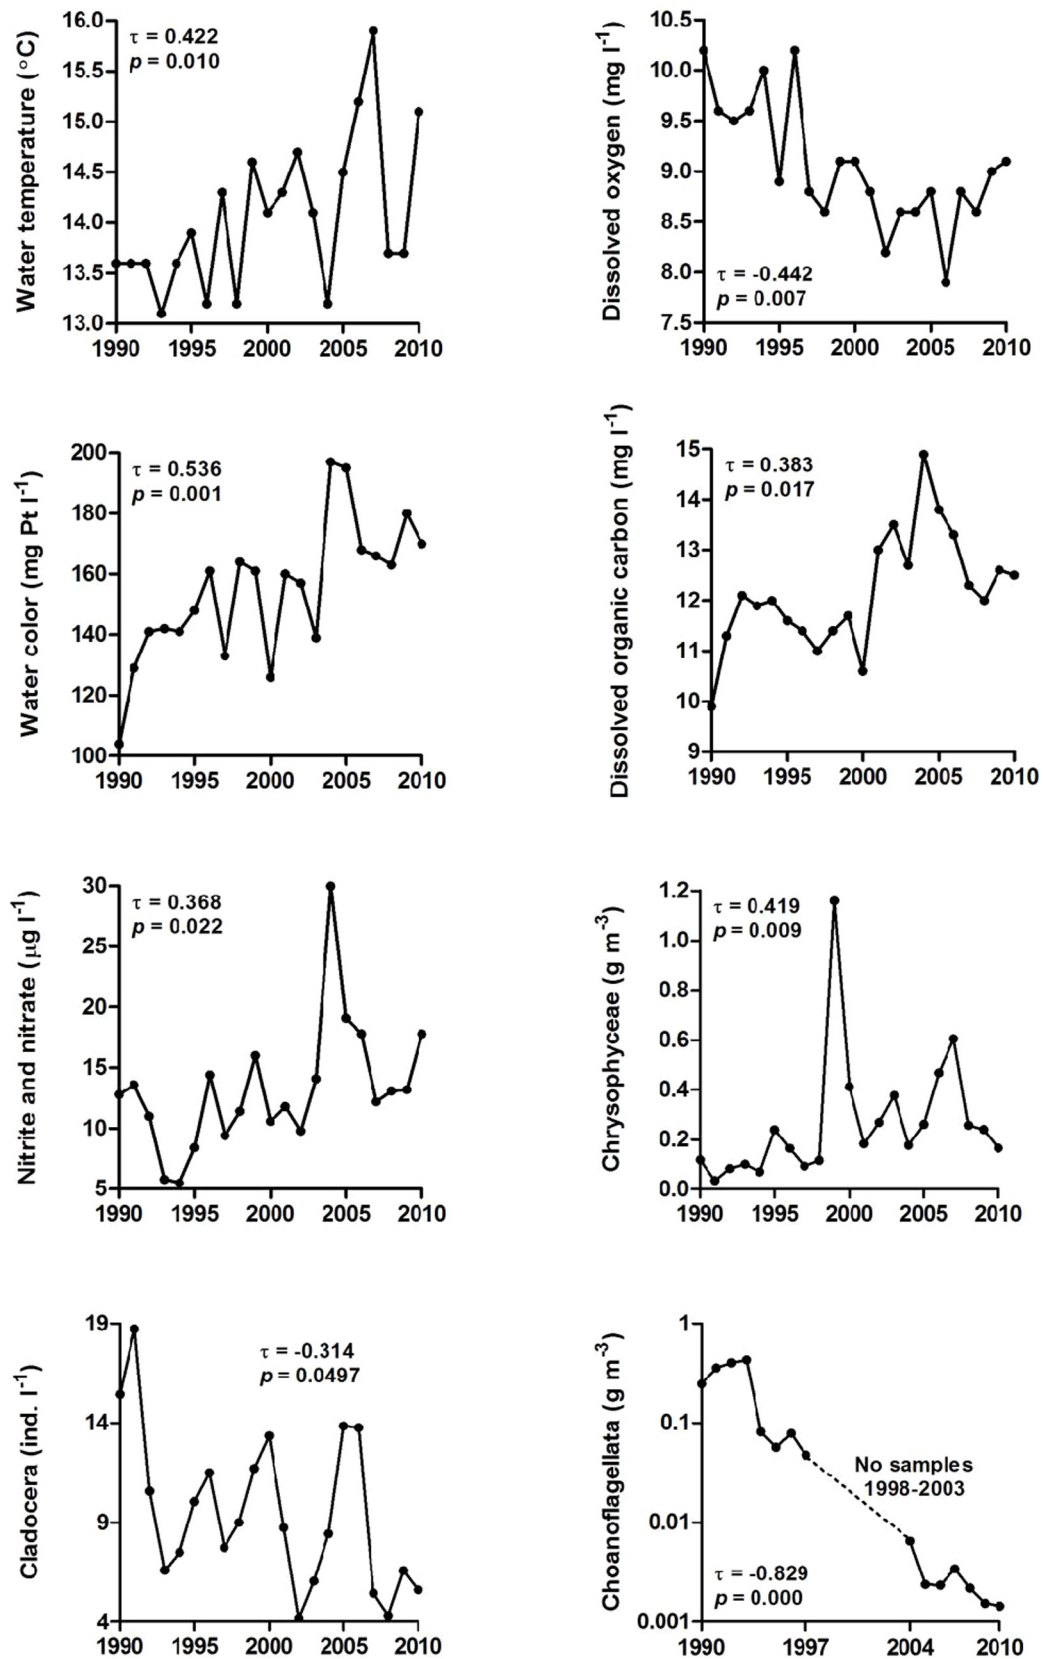 Water temperature (°C)
16.0
15.5
15.0
14.5
14.0
13.5
13.0
τ = 0.422
p = 0.010
1990 1995 2000 2005 2010
Dissolved oxygen (mg l⁻¹)
10.5
10.0
9.5
9.0
8.5
8.0
7.5
τ = -0.442
p = 0.007
1990 1995 2000 2005 2010
Water color (mg Pt l⁻¹)
200
180
160
140
120
100
τ = 0.536
p = 0.001
1990 1995 2000 2005 2010
Dissolved organic carbon (mg l⁻¹)
15
14
13
12
11
10
9
τ = 0.383
p = 0.017
1990 1995 2000 2005 2010
Nitrite and nitrate (µg l⁻¹)
30
25
20
15
10
5
τ = 0.368
p = 0.022
1990 1995 2000 2005 2010
Chrysophyceae (g m⁻³)
1.2
1.0
0.8
0.6
0.4
0.2
0.0
τ = 0.419
p = 0.009
1990 1995 2000 2005 2010
Cladocera (ind. l⁻¹)
19
14
9
4
τ = -0.314
p = 0.0497
1990 1995 2000 2005 2010
Choanoflagellata (g m⁻³)
1
0.1
0.01
0.001
No samples
1998-2003
τ = -0.829
p = 0.000
1990 1997 2004 2010